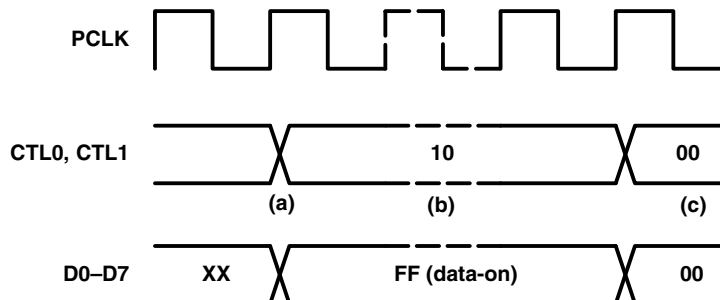 PCLK
CTL0, CTL1 10 00
(a) (b) (c)
D0–D7 XX FF (data-on) 00